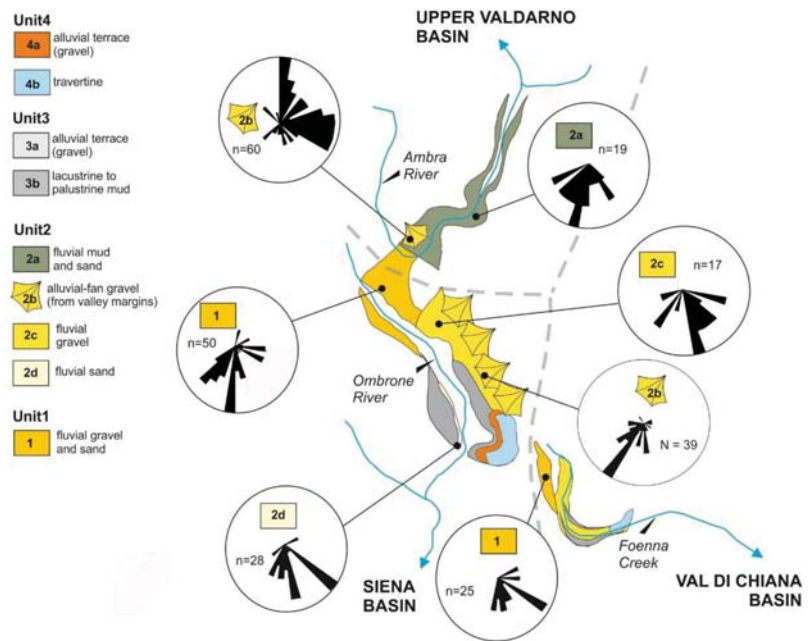 Unit4
4a
alluvial terrace
(gravel)
4b
travertine
Unit3
3a
alluvial terrace
(gravel)
3b
lacustrine to
palustrine mud
Unit2
2a
fluvial mud
and sand
2b
alluvial-fan gravel
(from valley margins)
2c
fluvial
gravel
2d
fluvial sand
Unit1
1
fluvial gravel
and sand
UPPER VALDARNO
BASIN
2b
n=60
Ambra
River
2a
n=19
2c
n=17
1
n=50
Ombrone
River
2b
N = 39
2d
n=28
1
n=25
Foenna
Creek
SIENA
BASIN
VAL DI CHIANA
BASIN